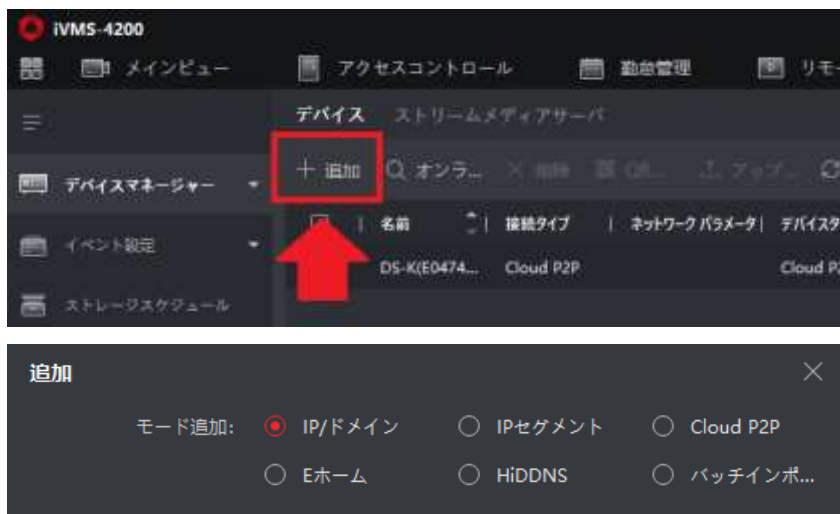 iVMS-4200
メインビュー アクセスコントロール 勤怠管理 リモー
デバイス ストリームメディアサーバ
+ 追加 オンラ... × 削除 アップ...
デバイスマネージャー
名前 | 接続タイプ | ネットワーク パラメータ | デバイスタ
イベント設定
DS-K(E0474... Cloud P2P Cloud P
ストレージスケジュール
追加
モード追加: IP/ドメイン IPセグメント Cloud P2P
Eホーム HiDDNS バッチインポ...